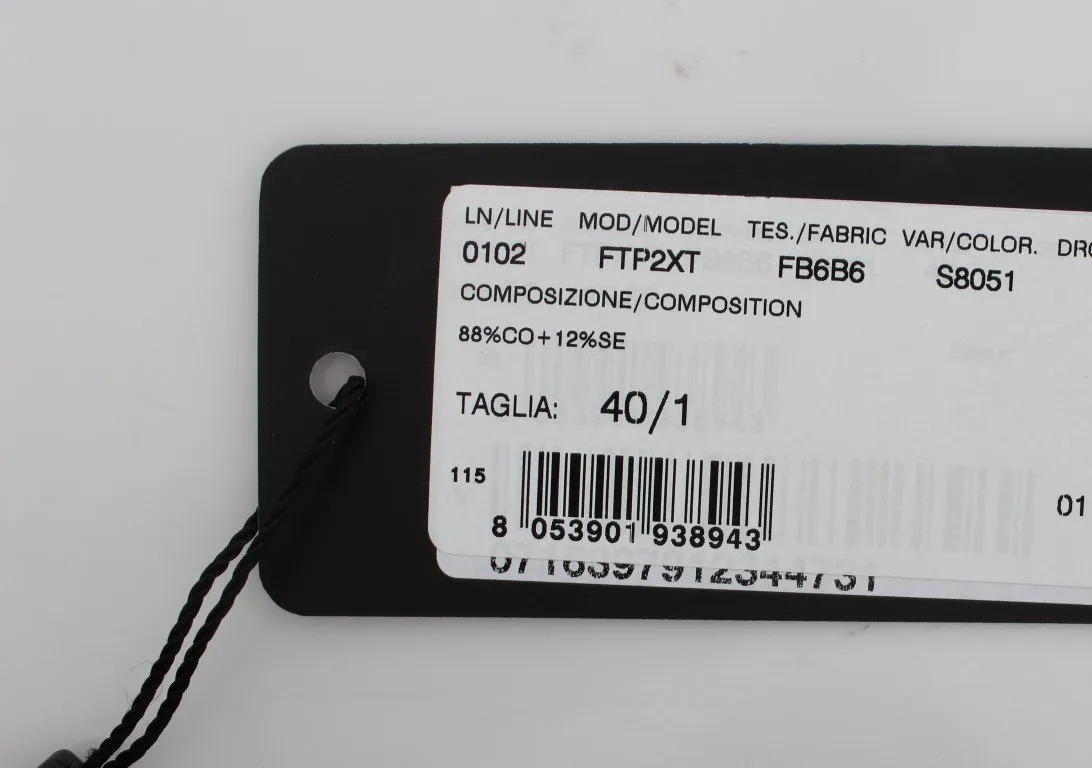 LN/LINE MOD/MODEL TES./FABRIC VAR/COLOR.
0102 FTP2XT FB6B6 S8051
COMPOSIZIONE/COMPOSITION
88%CO+12%SE
TAGLIA: 40/1
115
01
8 053901 938943